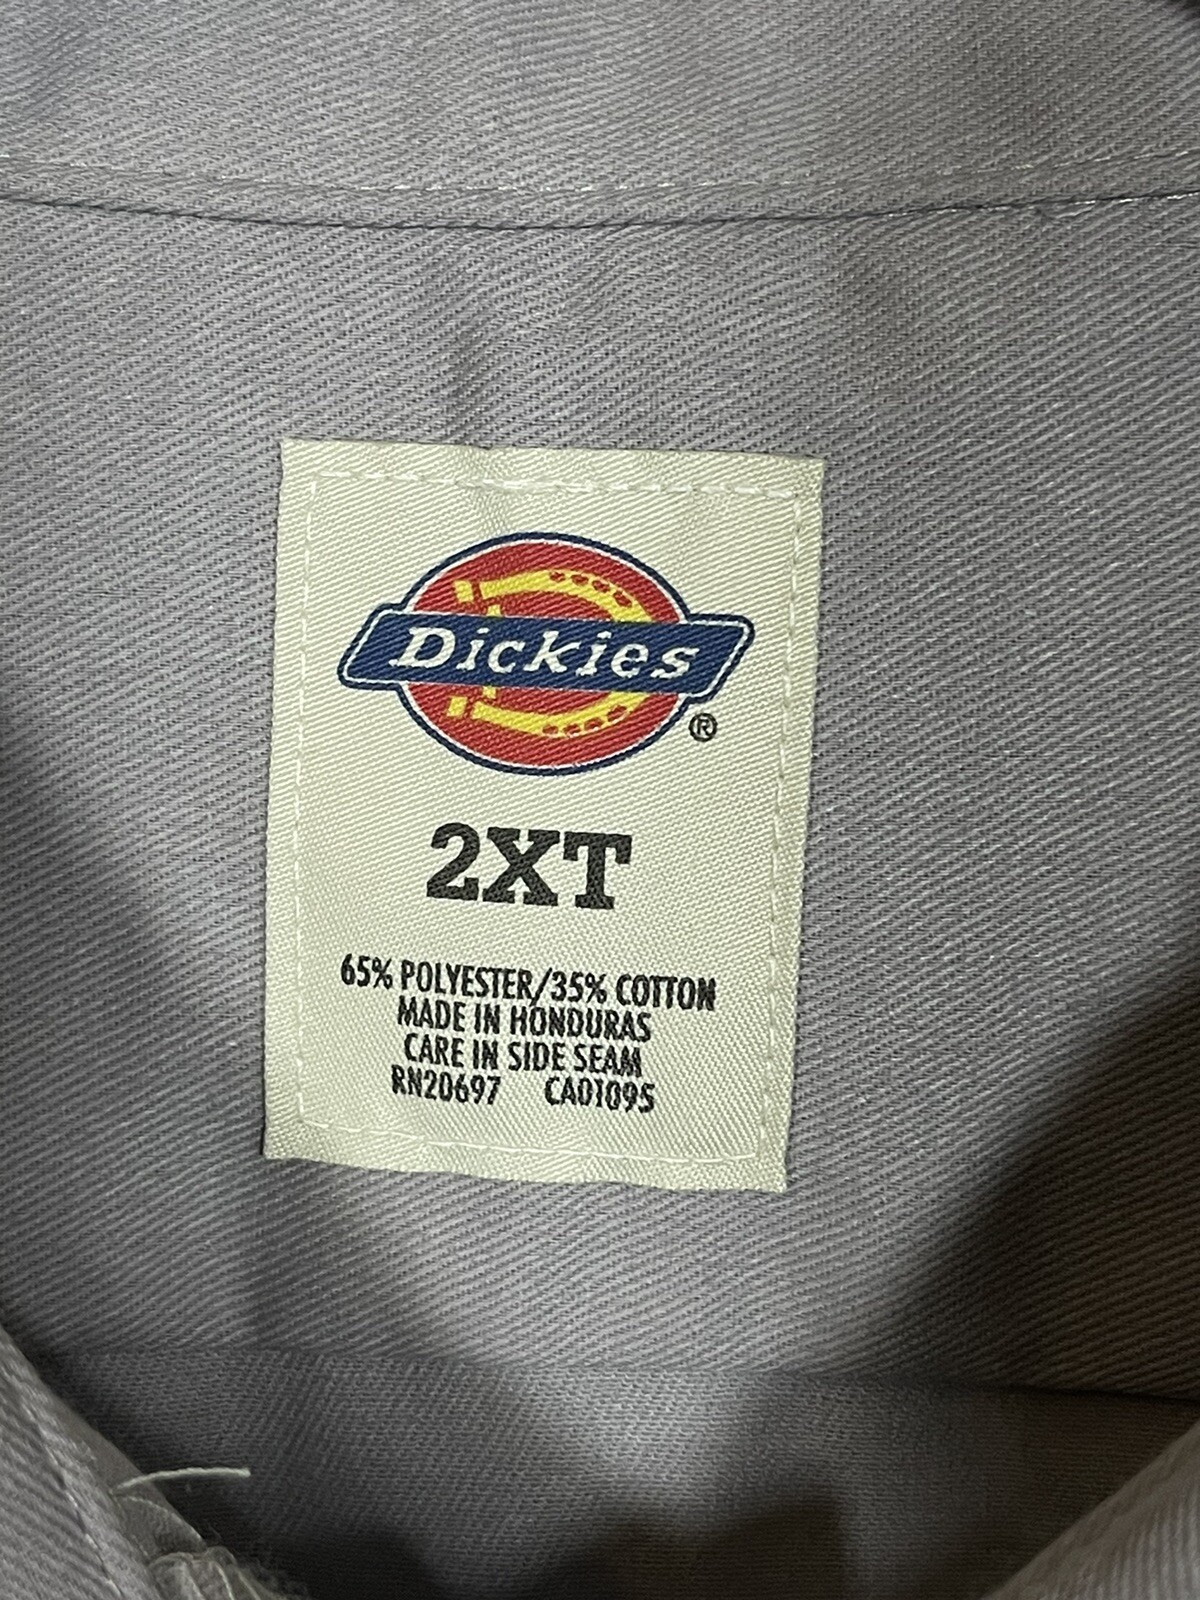 Dickies
®
2XT
65% POLYESTER/35% COTTON
MADE IN HONDURAS
CARE IN SIDE SEAM
RN20697 CA01095